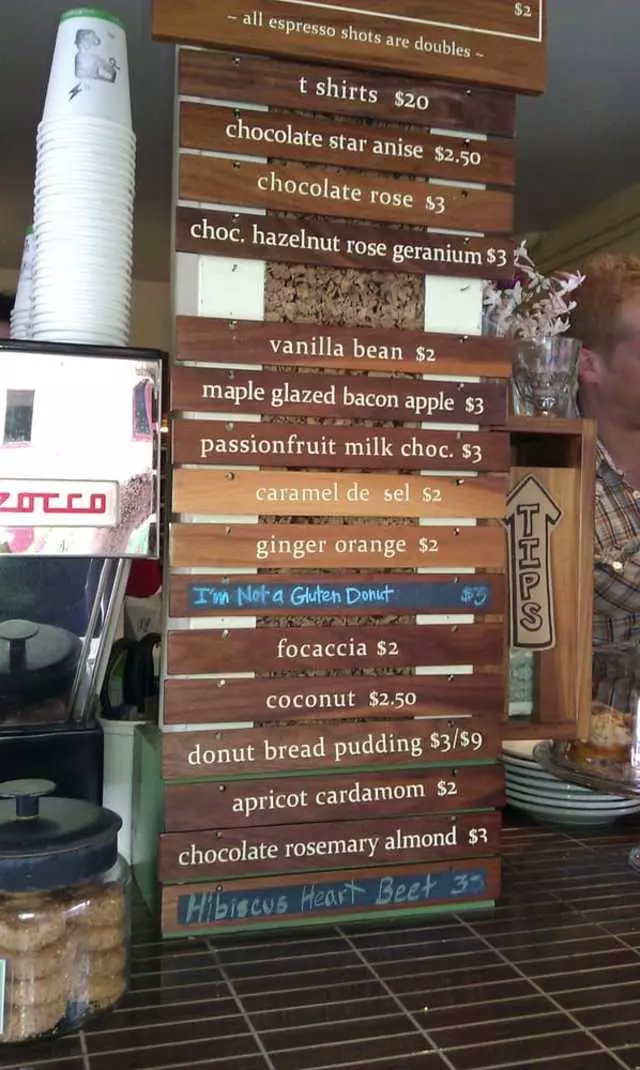 $2
~ all espresso shots are doubles ~
t shirts $20
chocolate star anise $2.50
chocolate rose $3
choc. hazelnut rose geranium $3
vanilla bean $2
maple glazed bacon apple $3
passionfruit milk choc. $3
caramel de sel $2
ginger orange $2
I'm Not a Gluten Donut $3
focaccia $2
coconut $2.50
donut bread pudding $3/$9
apricot cardamom $2
chocolate rosemary almond $3
Hibiscus Heart Beet 3-
TIPS
ZOCCO